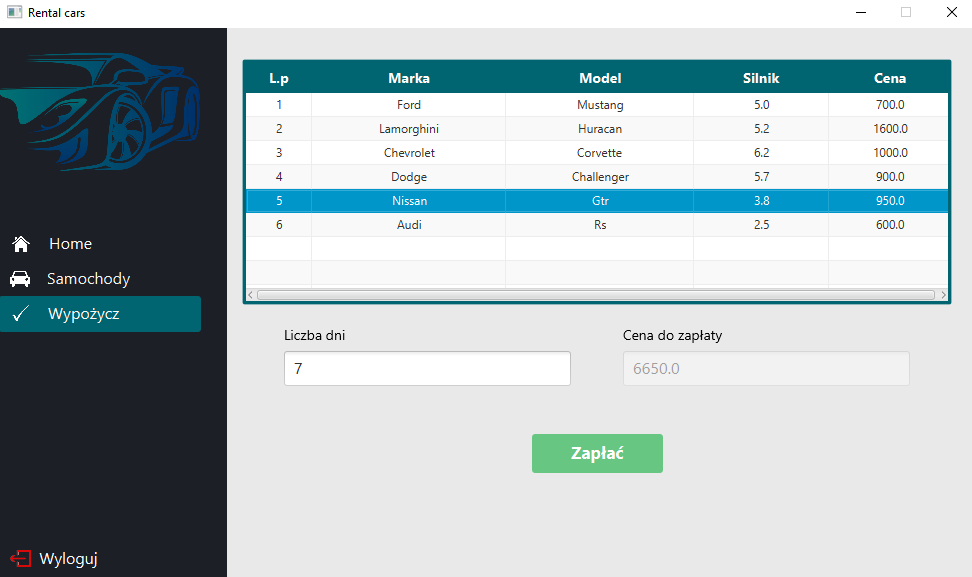 Rental cars
Home
Samochody
Wypożycz
Wyloguj
L.p Marka Model Silnik Cena
1 Ford Mustang 5.0 700.0
2 Lamorghini Huracan 5.2 1600.0
3 Chevrolet Corvette 6.2 1000.0
4 Dodge Challenger 5.7 900.0
5 Nissan Gtr 3.8 950.0
6 Audi Rs 2.5 600.0
Liczba dni Cena do zapłaty
7 6650.0
Zapłać